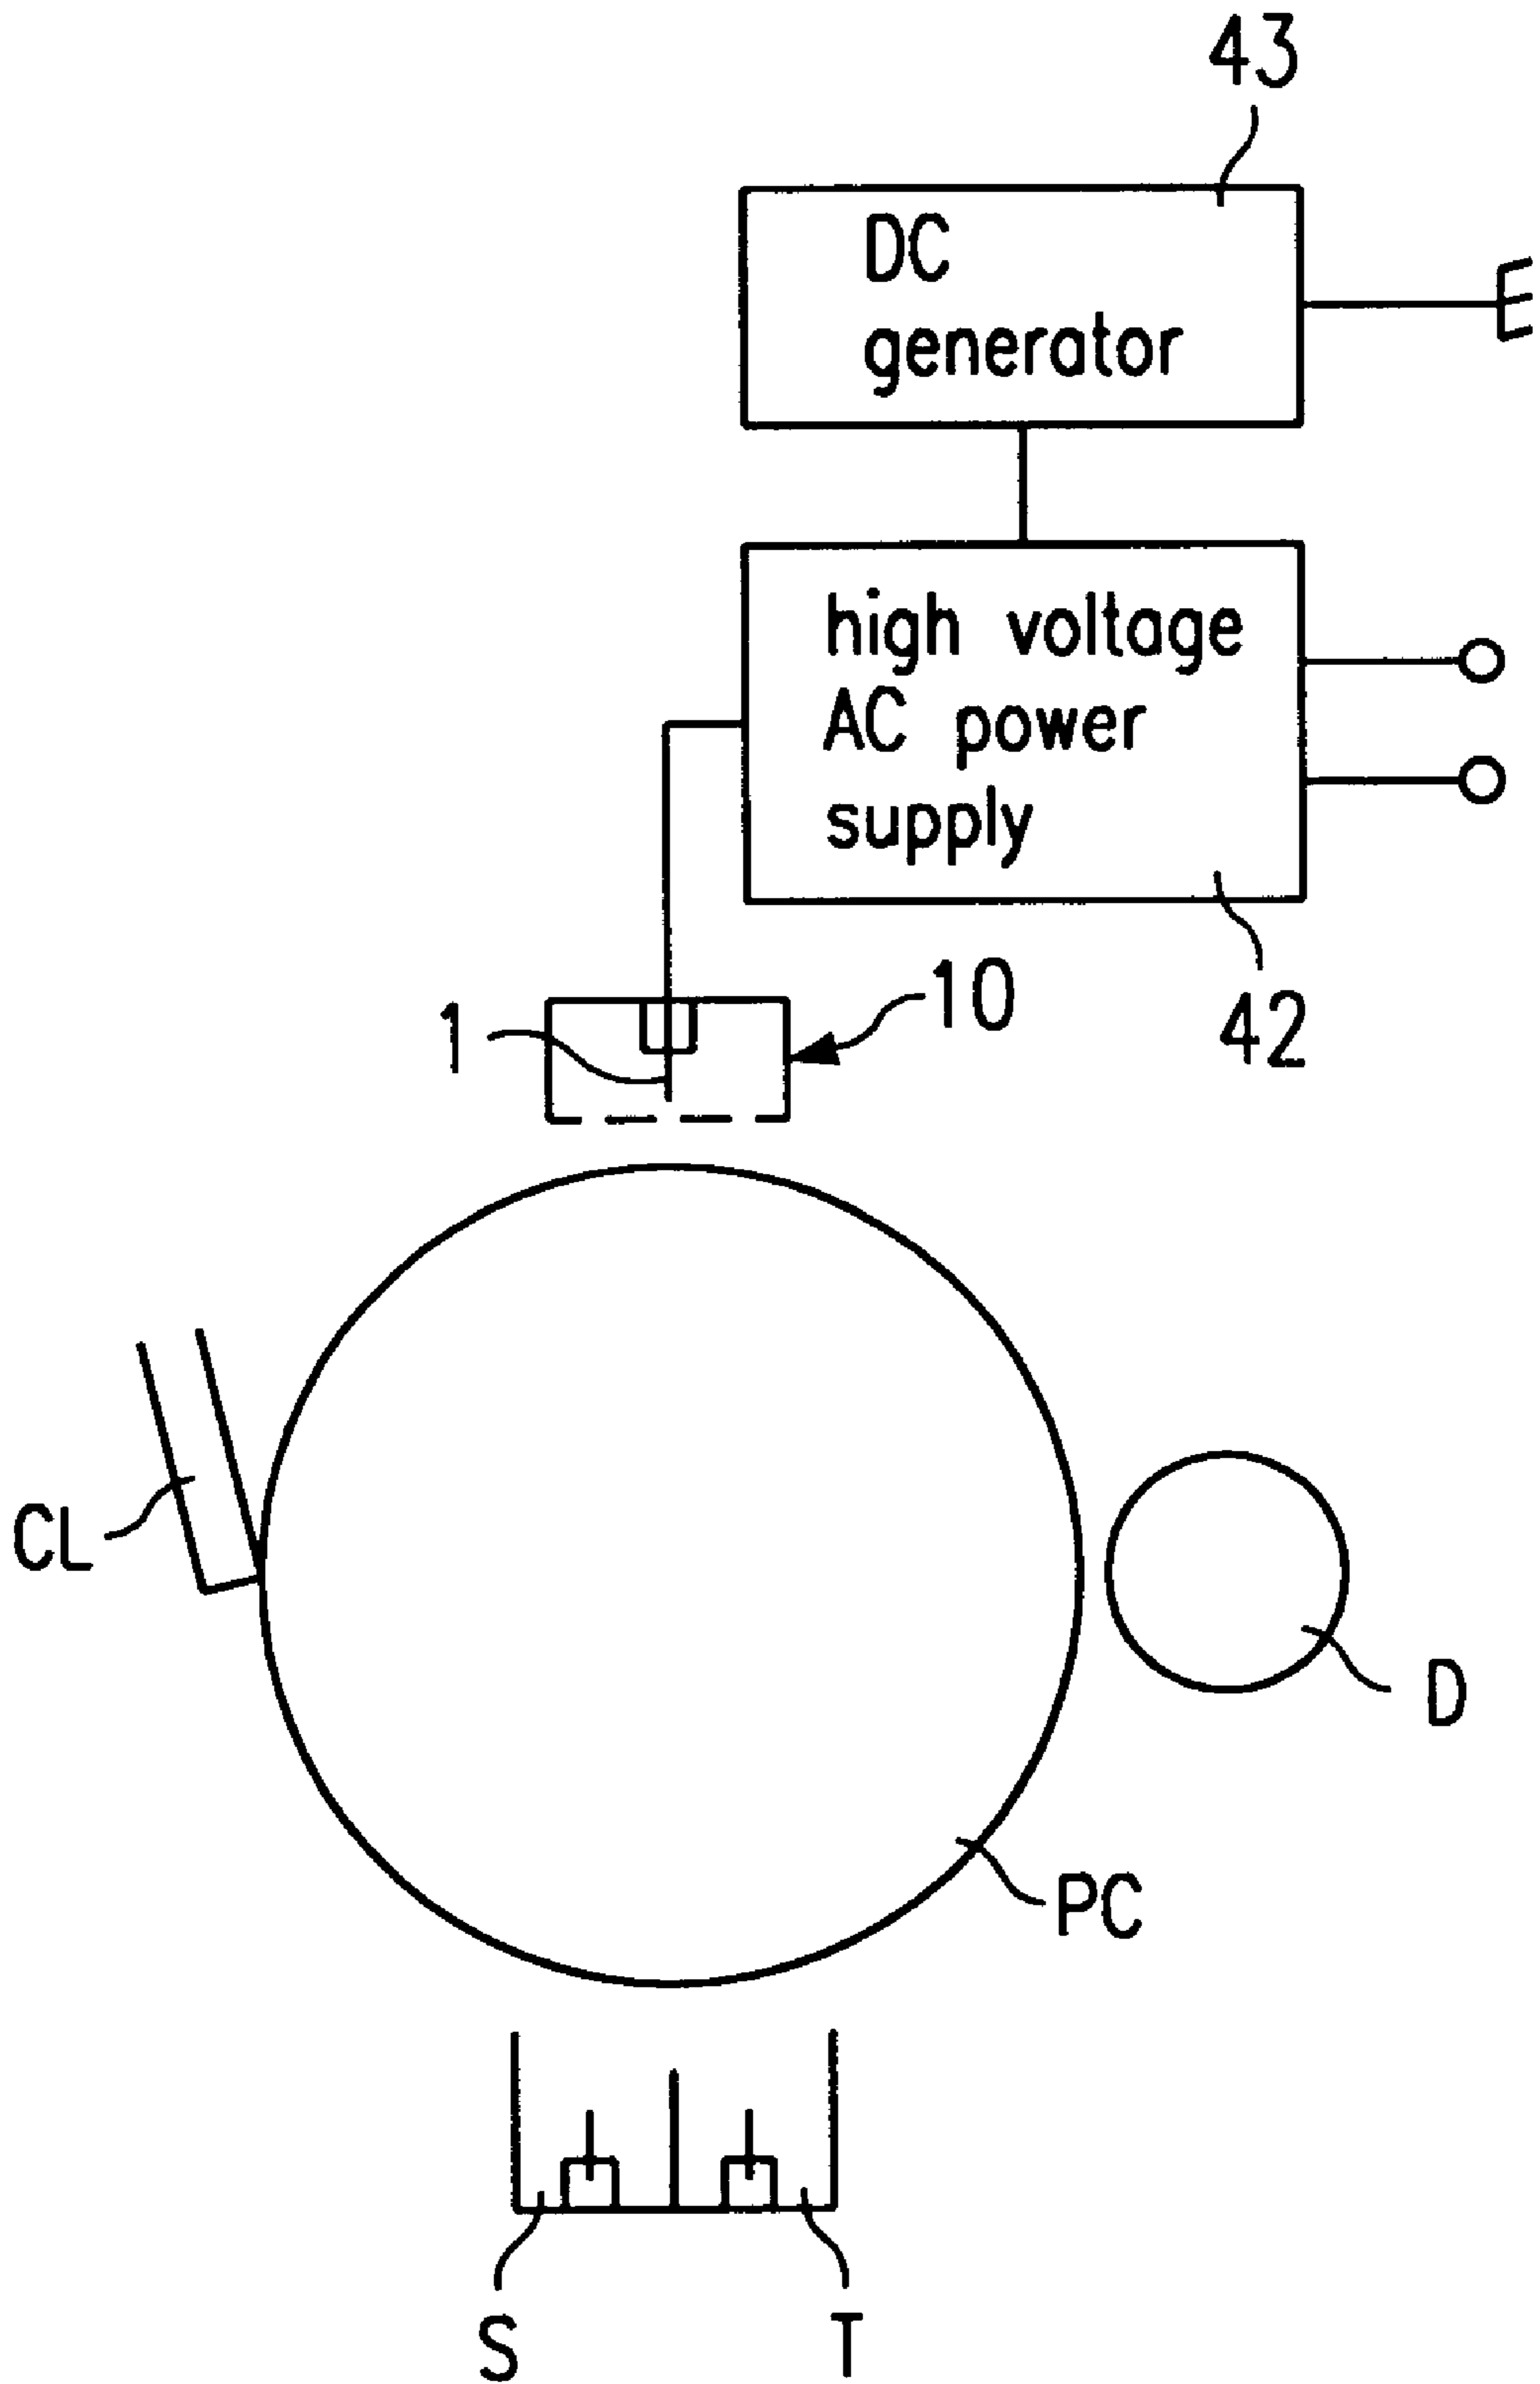 43
DC
generator
high voltage
AC power
supply
1
10
42
CL
D
PC
S
T